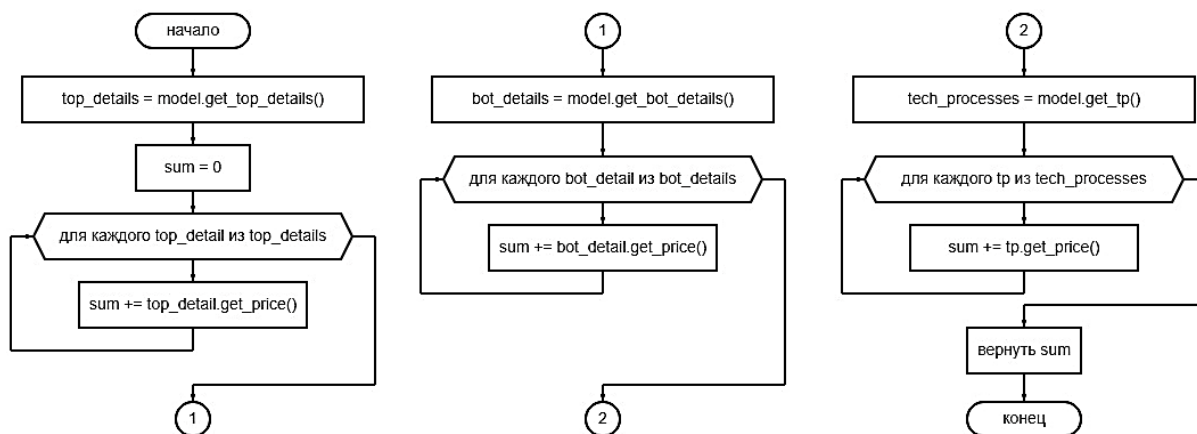 начало
top_details = model.get_top_details()
sum = 0
для каждого top_detail из top_details
sum += top_detail.get_price()
1
1
bot_details = model.get_bot_details()
для каждого bot_detail из bot_details
sum += bot_detail.get_price()
2
2
tech_processes = model.get_tp()
для каждого tp из tech_processes
sum += tp.get_price()
вернуть sum
конец